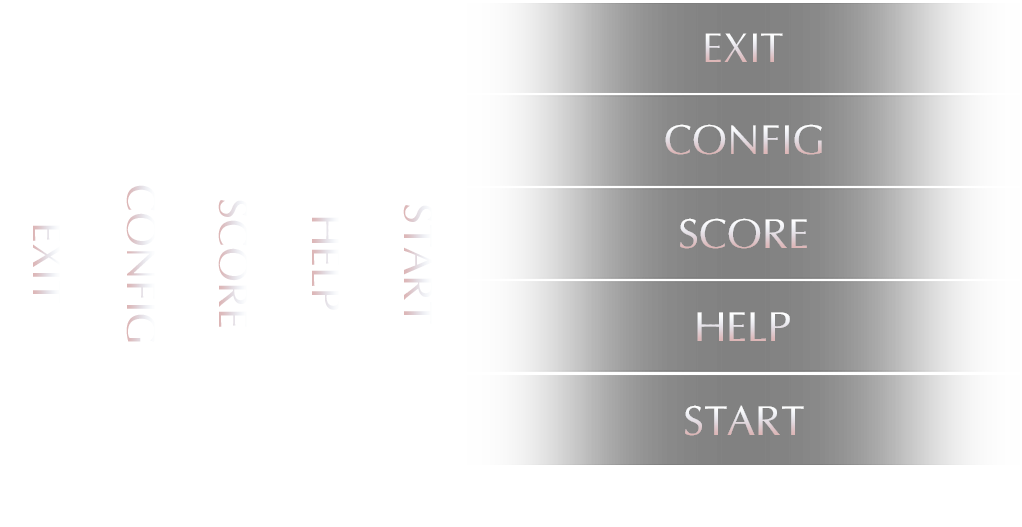 EXIT
CONFIG
SCORE
HELP
START
EXIT
CONFIG
SCORE
HELP
START